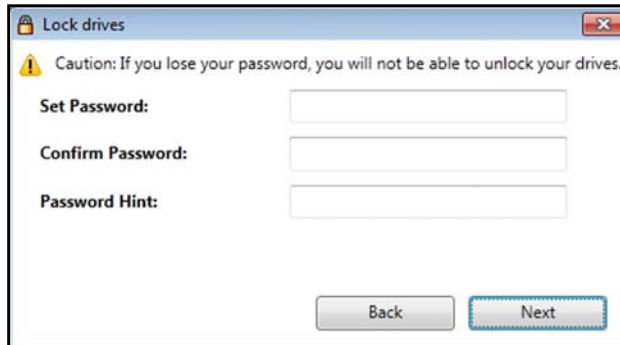 Lock drives
Caution: If you lose your password, you will not be able to unlock your drives.
Set Password:
Confirm Password:
Password Hint:
Back Next